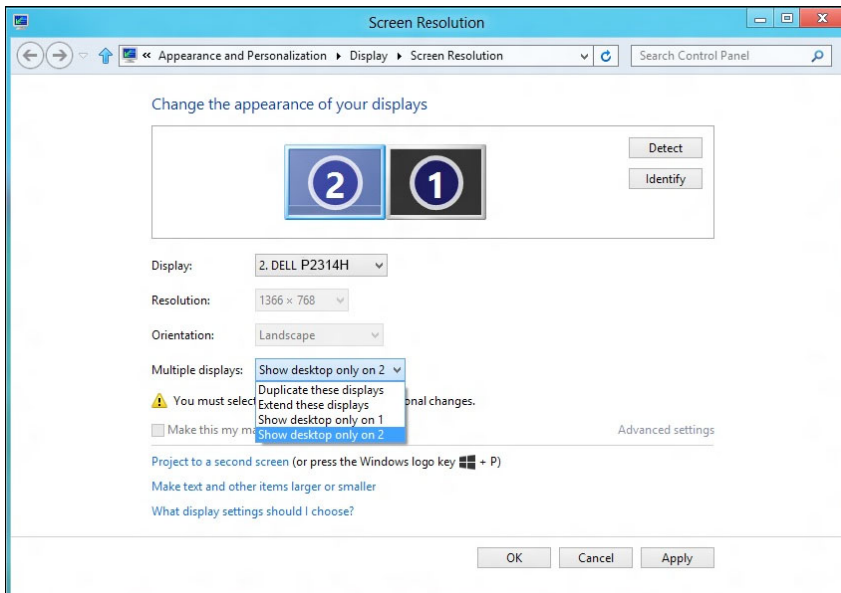 Screen Resolution
« Appearance and Personalization ▸ Display ▸ Screen Resolution
Search Control Panel
Change the appearance of your displays
2
1
Detect
Identify
Display: 2. DELL P2314H
Resolution: 1366 × 768
Orientation: Landscape
Multiple displays: Show desktop only on 2
Duplicate these displays
Extend these displays
Show desktop only on 1
Show desktop only on 2
You must selec onal changes.
Make this my ma
Advanced settings
Project to a second screen (or press the Windows logo key + P)
Make text and other items larger or smaller
What display settings should I choose?
OK Cancel Apply